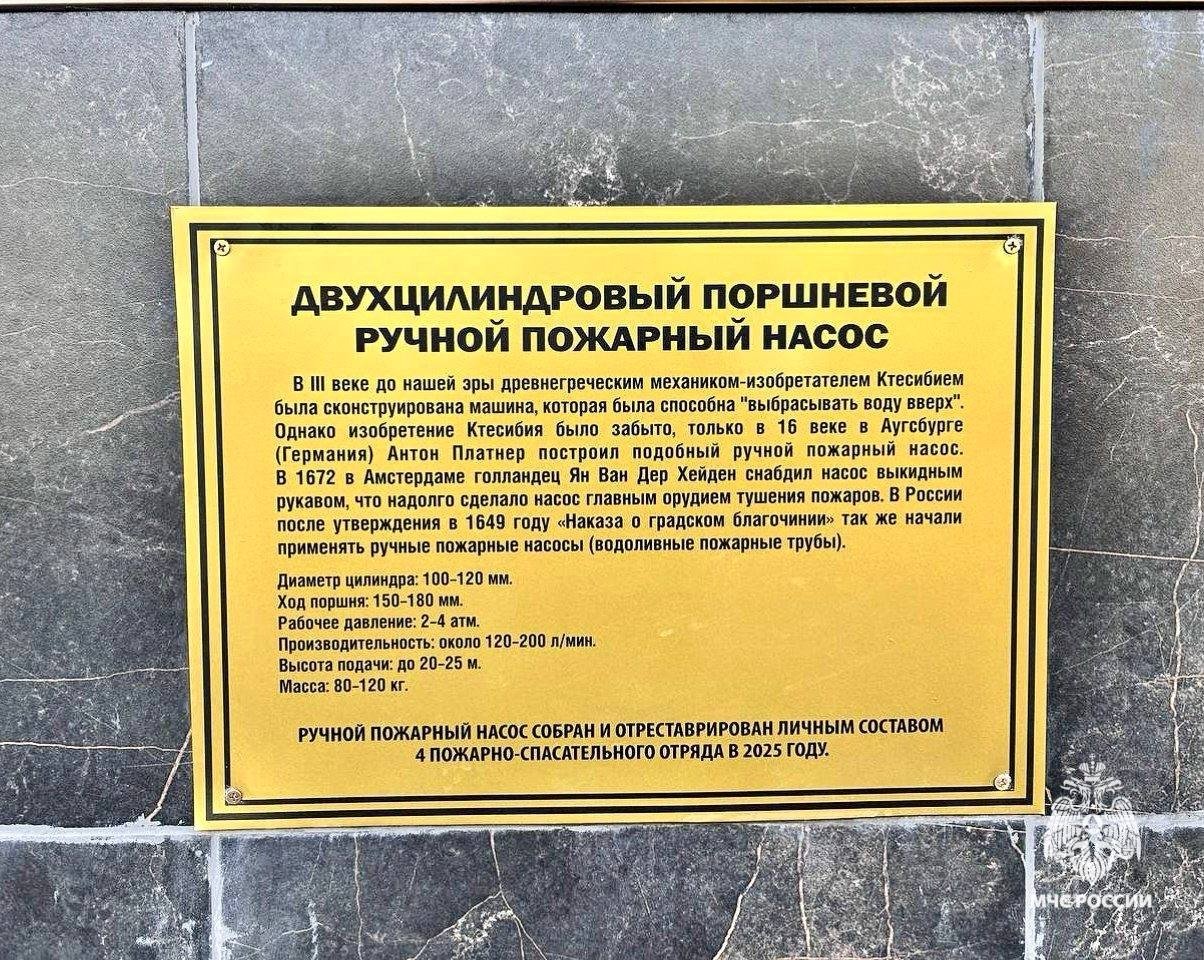 ДВУХЦИЛИНДРОВЫЙ ПОРШНЕВОЙ
РУЧНОЙ ПОЖАРНЫЙ НАСОС
В III веке до нашей эры древнегреческим механиком-изобретателем Ктесибием
была сконструирована машина, которая была способна "выбрасывать воду вверх".
Однако изобретение Ктесибия было забыто, только в 16 веке в Аугсбурге
(Германия) Антон Платнер построил подобный ручной пожарный насос.
В 1672 в Амстердаме голландец Ян Ван Дер Хейден снабдил насос выкидным
рукавом, что надолго сделало насос главным орудием тушения пожаров. В России
после утверждения в 1649 году «Наказа о градском благочинии» так же начали
применять ручные пожарные насосы (водоливные пожарные трубы).
Диаметр цилиндра: 100-120 мм.
Ход поршня: 150-180 мм.
Рабочее давление: 2-4 атм.
Производительность: около 120-200 л/мин.
Высота подачи: до 20-25 м.
Масса: 80-120 кг.
РУЧНОЙ ПОЖАРНЫЙ НАСОС СОБРАН И ОТРЕСТАВРИРОВАН ЛИЧНЫМ СОСТАВОМ
4 ПОЖАРНО-СПАСАТЕЛЬНОГО ОТРЯДА В 2025 ГОДУ.
МЧС РОССИИ